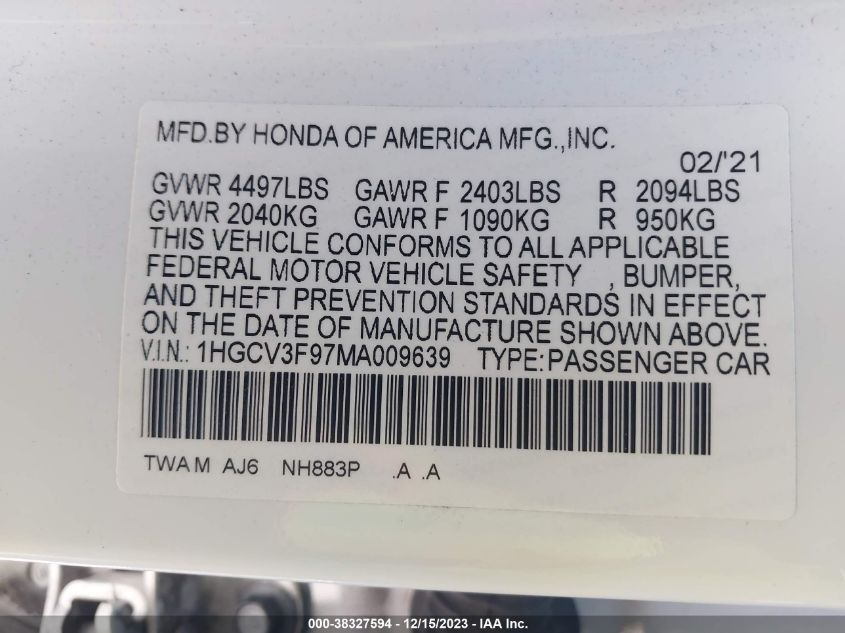 MFD.BY HONDA OF AMERICA MFG.,INC.
02/'21
GVWR 4497LBS GAWR F 2403LBS R 2094LBS
GVWR 2040KG GAWR F 1090KG R 950KG
THIS VEHICLE CONFORMS TO ALL APPLICABLE
FEDERAL MOTOR VEHICLE SAFETY , BUMPER,
AND THEFT PREVENTION STANDARDS IN EFFECT
ON THE DATE OF MANUFACTURE SHOWN ABOVE.
V.I.N.: 1HGCV3F97MA009639 TYPE:PASSENGER CAR
TWA M AJ6 NH883P .A .A
000-38327594 - 12/15/2023 - IAA Inc.